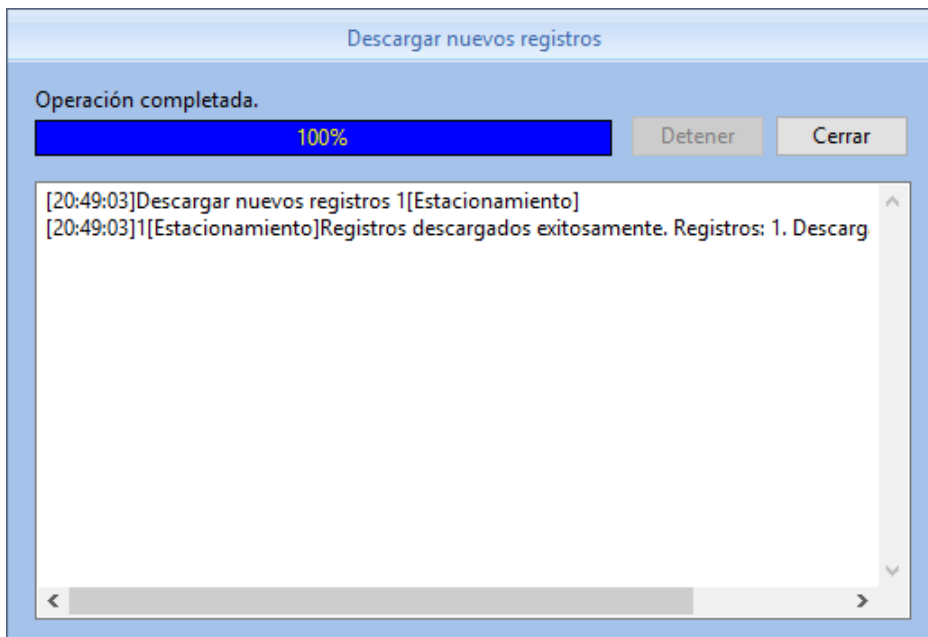 Descargar nuevos registros
Operación completada.
100%
Detener
Cerrar
[20:49:03]Descargar nuevos registros 1[Estacionamiento]
[20:49:03]1[Estacionamiento]Registros descargados exitosamente. Registros: 1. Descarg